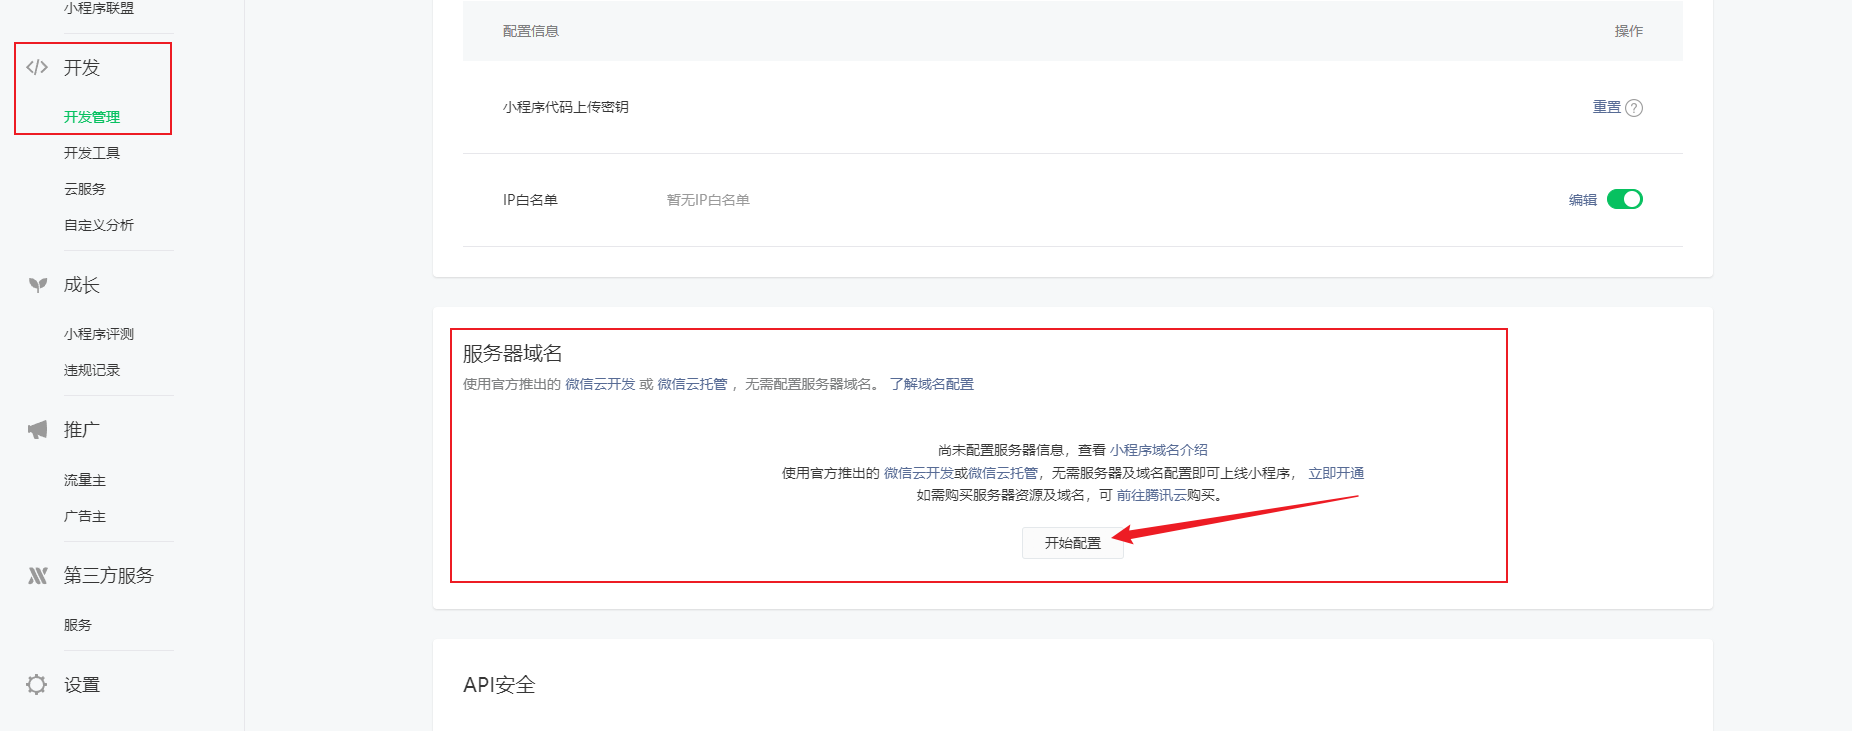 小程序联盟
开发
开发管理
开发工具
云服务
自定义分析
成长
小程序评测
违规记录
推广
流量主
广告主
第三方服务
服务
设置
配置信息 操作
小程序代码上传密钥 重置 ?
IP白名单 暂无IP白名单 编辑
服务器域名
使用官方推出的 微信云开发 或 微信云托管 ，无需配置服务器域名。 了解域名配置
尚未配置服务器信息，查看 小程序域名介绍
使用官方推出的 微信云开发或微信云托管，无需服务器及域名配置即可上线小程序， 立即开通
如需购买服务器资源及域名，可 前往腾讯云购买。
开始配置
API安全